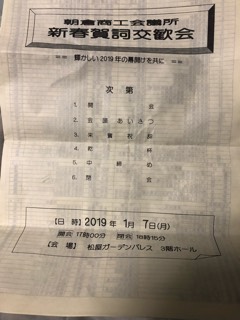 朝倉商工会議所
新春賀詞交歓会
== 輝かしい2019年の幕開けを共に ==
次 第
1. 開 会
2. 会頭あいさつ
3. 来賓祝辞
4. 乾 杯
5. 中締め
6. 閉 会
【日 時】2019年 1月 7日(月)
開会 17時00分 閉会 18時15分
【会 場】 松屋ガーデンパレス 3階ホール